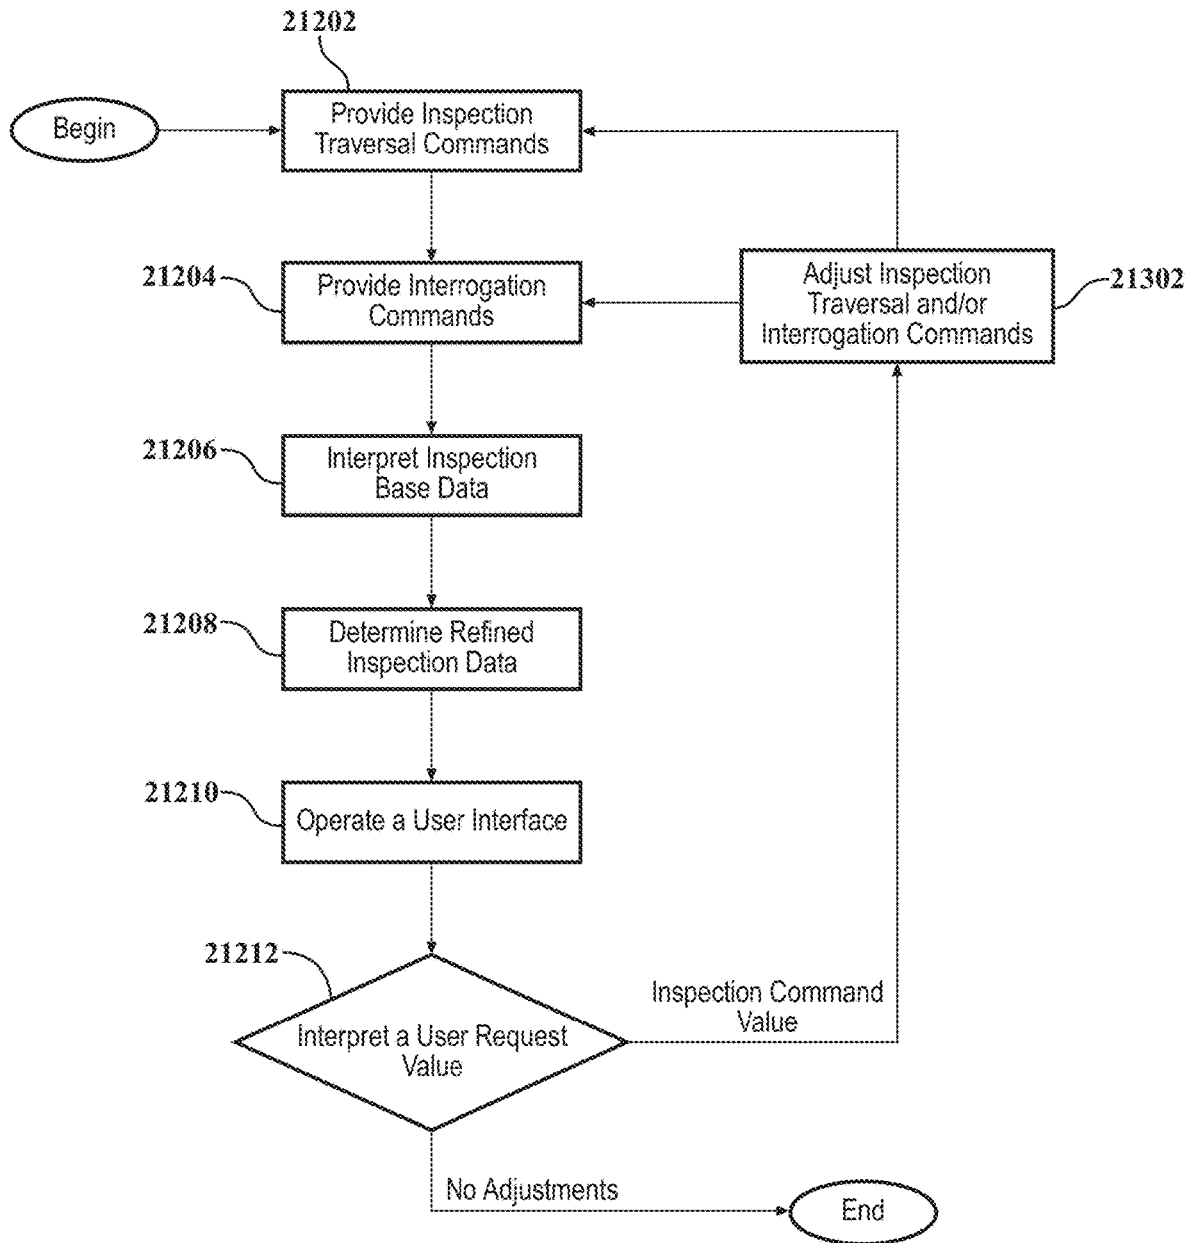 21202
Begin
Provide Inspection
Traversal Commands
21204
Provide Interrogation
Commands
Adjust Inspection
Traversal and/or
Interrogation Commands
21302
21206
Interpret Inspection
Base Data
21208
Determine Refined
Inspection Data
21210
Operate a User Interface
21212
Interpret a User Request
Value
Inspection Command
Value
No Adjustments
End